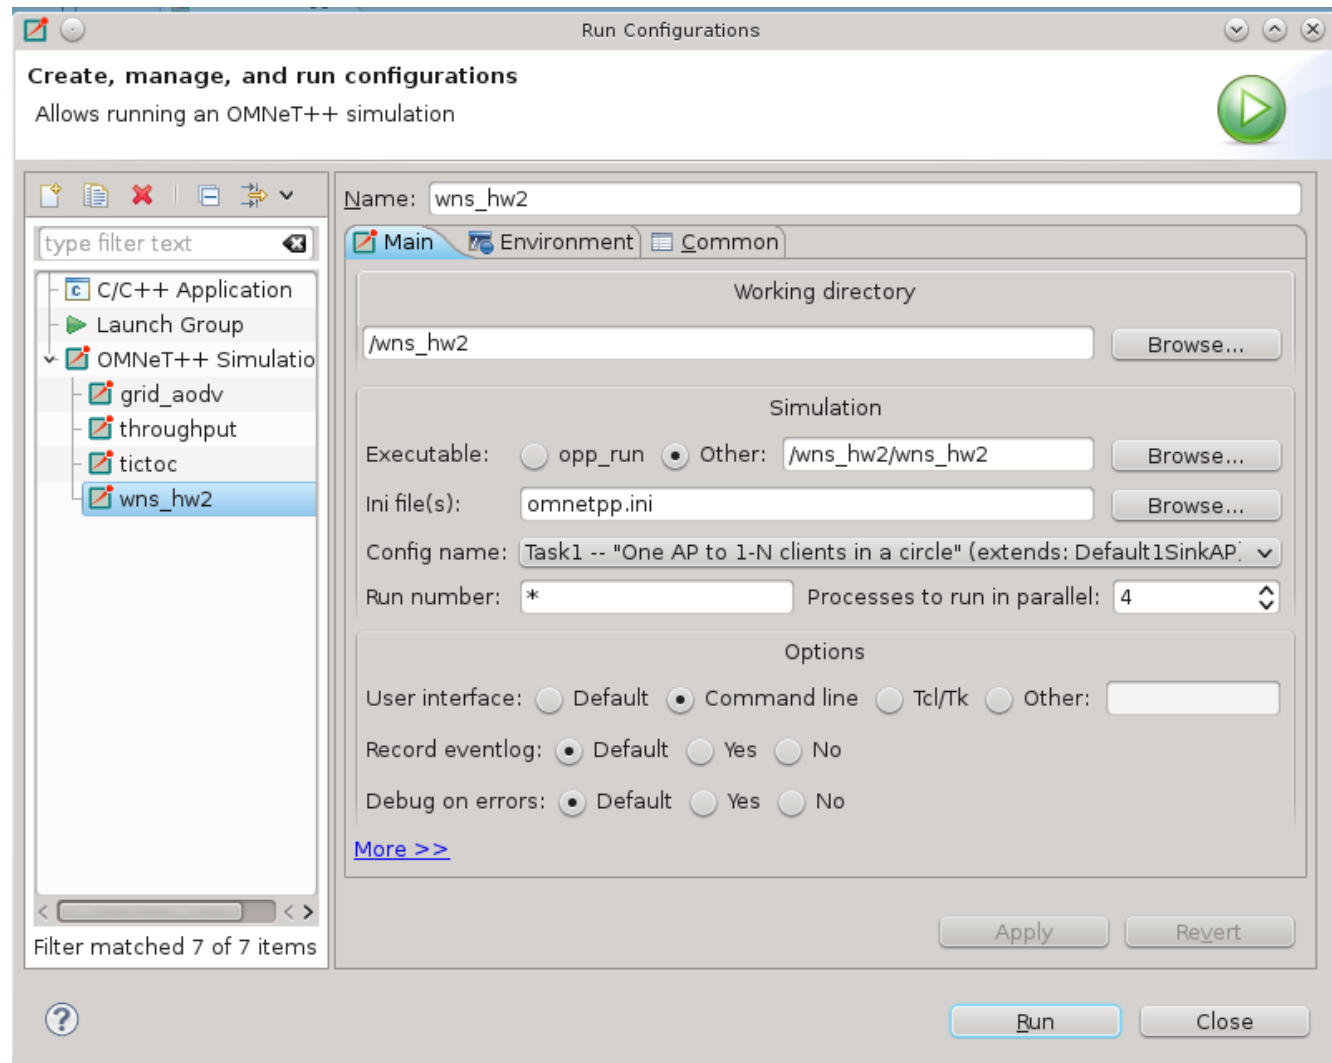 Run Configurations
Create, manage, and run configurations
Allows running an OMNeT++ simulation
type filter text
C/C++ Application
Launch Group
OMNeT++ Simulatio
grid_aodv
throughput
tictoc
wns_hw2
Filter matched 7 of 7 items
Name: wns_hw2
Main Environment Common
Working directory
/wns_hw2 Browse...
Simulation
Executable: opp_run Other: /wns_hw2/wns_hw2 Browse...
Ini file(s): omnetpp.ini Browse...
Config name: Task1 -- "One AP to 1-N clients in a circle" (extends: Default1SinkAP)
Run number: * Processes to run in parallel: 4
Options
User interface: Default Command line Tcl/Tk Other:
Record eventlog: Default Yes No
Debug on errors: Default Yes No
More >>
Apply Revert
Run Close